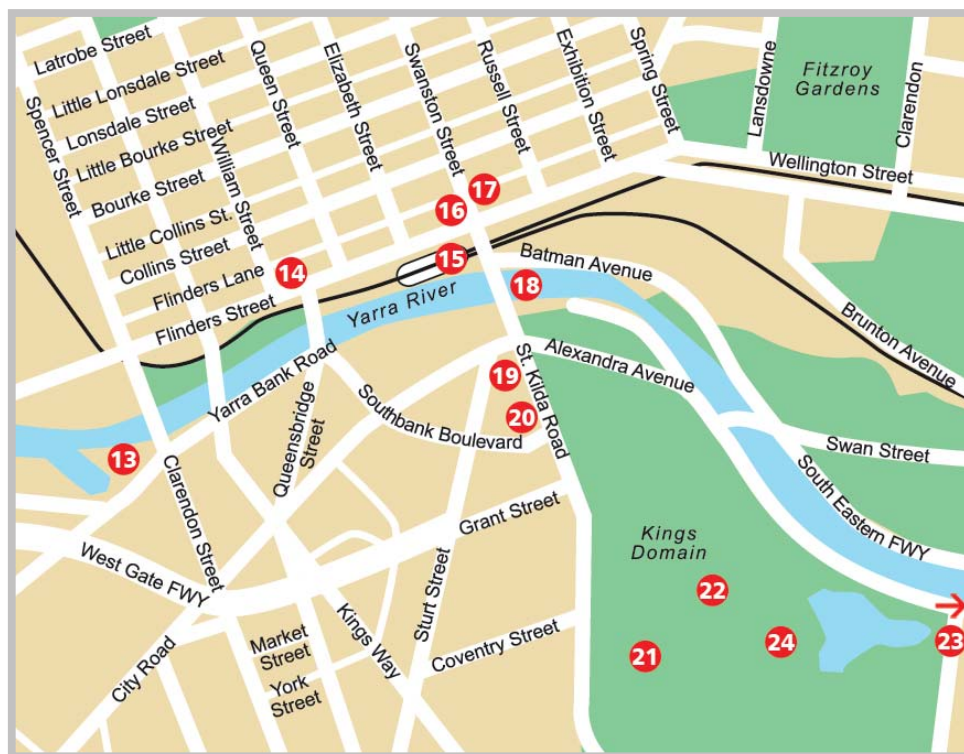 Latrobe Street
Little Lonsdale Street
Lonsdale Street
Little Bourke Street
Bourke Street
Little Collins St.
Collins Street
Flinders Lane
Flinders Street
Spencer Street
William Street
Queen Street
Elizabeth Street
Swanston Street
Russell Street
Exhibition Street
Spring Street
Lansdowne
Fitzroy
Gardens
Clarendon
Wellington Street
17
16
15
14
18
Yarra River
Batman Avenue
Brunton Avenue
Yarra Bank Road
Alexandra Avenue
St. Kilda Road
19
20
Southbank Boulevard
Queensbridge
Street
13
Clarendon Street
Swan Street
South Eastern FWY
Grant Street
Kings
Domain
West Gate FWY
Sturt Street
22
Kings Way
Market
Street
Coventry Street
City Road
York
Street
21
24
23